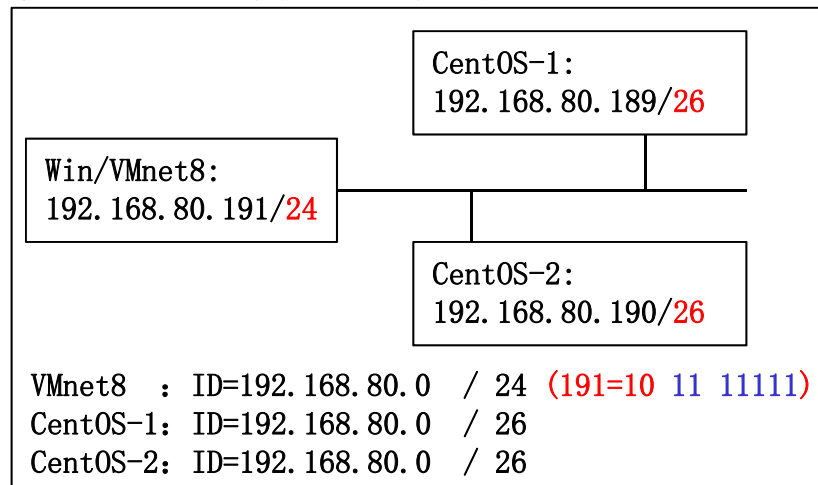 CentOS-1:
192.168.80.189/26
Win/VMnet8:
192.168.80.191/24
CentOS-2:
192.168.80.190/26
VMnet8 : ID=192.168.80.0 / 24 (191=10 11 11111)
CentOS-1: ID=192.168.80.0 / 26
CentOS-2: ID=192.168.80.0 / 26